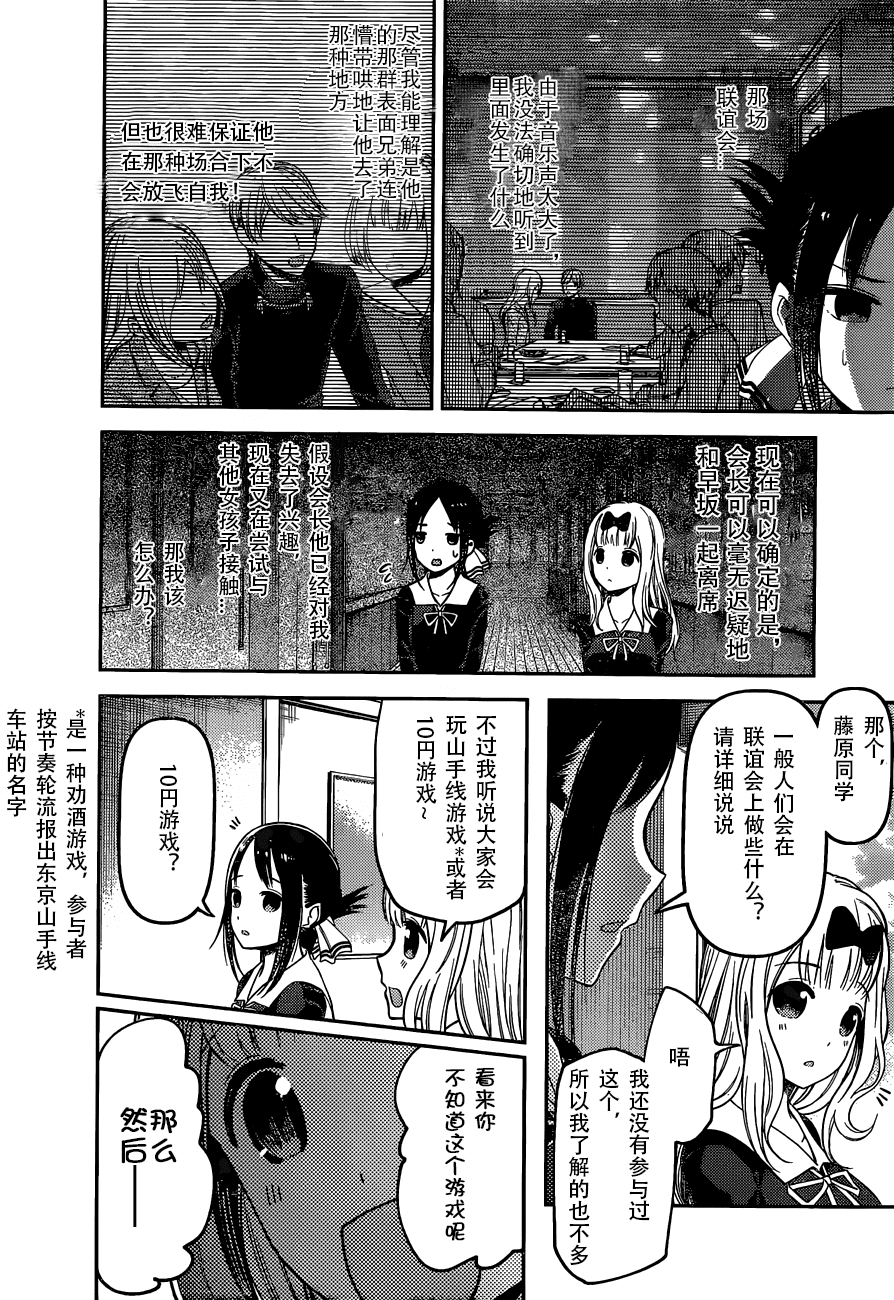 那场
联谊会…
由于音乐声太大了，
我没法确切地听到
里面发生了什么
尽管我能理解是他
的那群表面兄弟连
懵带哄地让他去了
那种地方
但也很难保证他
在那种场合下不
会放飞自我！
现在可以确定的是，
会长可以毫无迟疑地
和早坂一起离席
假设会长他已经对我
失去了兴趣，
现在又在尝试与
其他女孩子接触…
那我该
怎么办？
那个，
藤原同学
一般人们会在
联谊会上做些什么？
请详细说说
唔
我还没有参与过
这个，
所以我了解的也不多
不过我听说大家会
玩山手线游戏*或者
10円游戏~
10円游戏？
*是一种劝酒游戏，参与者
按节奏轮流报出东京山手线
车站的名字
看来你
不知道这个游戏呢
那么
然后——